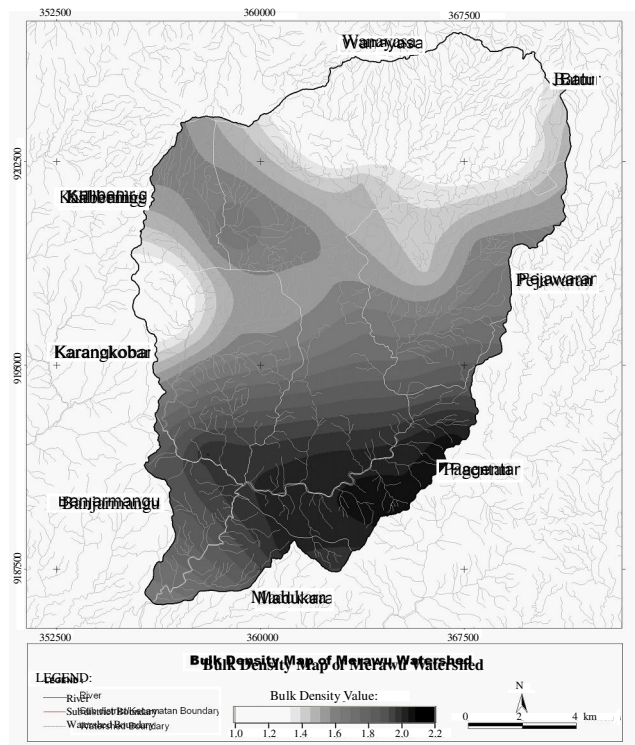 352500 360000 367500
Wanayasa
Batur
9202500
Kalibening
Pejawaran
Karangkobar
9195000
Pagentan
Banjarmangu
9187500
Madukara
352500 360000 367500
Bulk Density Map of Merawu Watershed
LEGEND:
River
Subdistrict/Kecamatan Boundary
Watershed Boundary
Bulk Density Value:
1.0 1.2 1.4 1.6 1.8 2.0 2.2
N
0 2 4 km